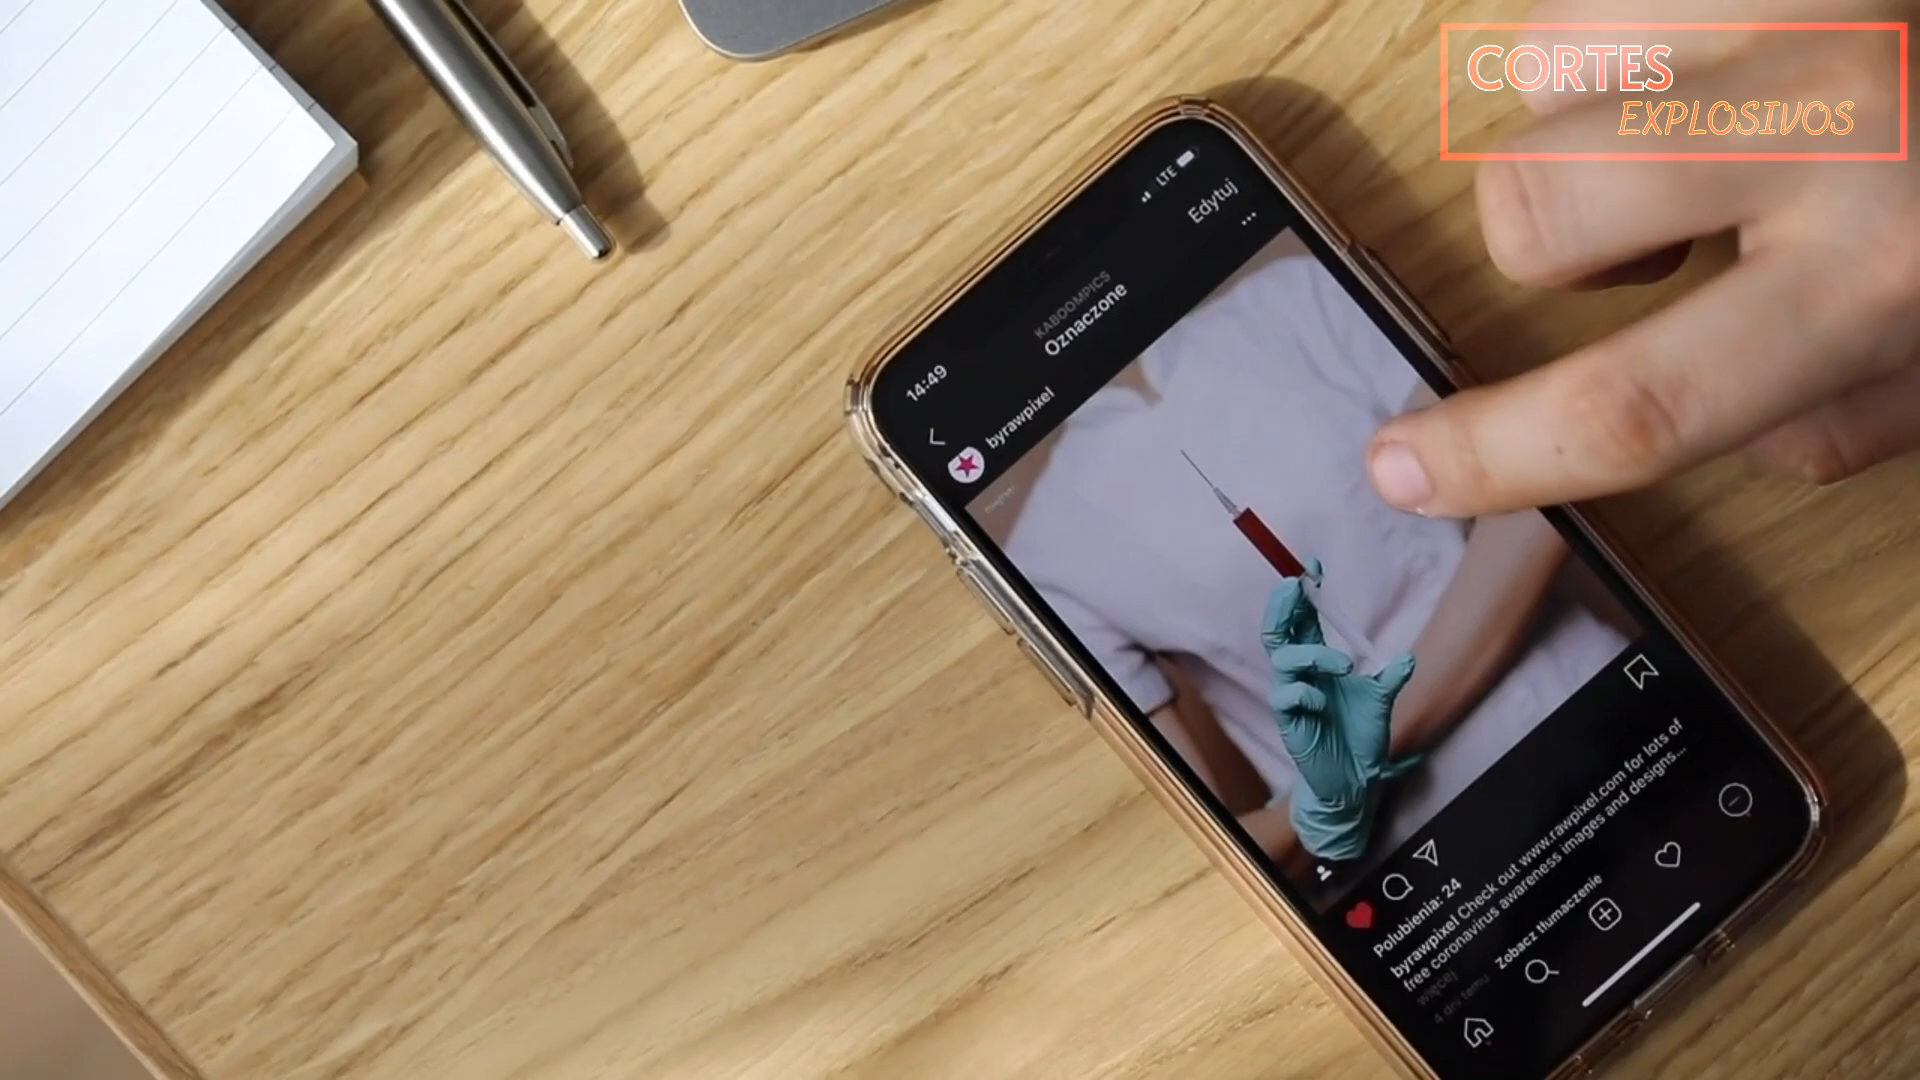 CORTES
EXPLOSIVOS
LTE
Edytuj
14:49
KABOOMPICS
Oznaczone
byrawpixel
Polubienia: 24
byrawpixel Check out www.rawpixel.com for lots of
free coronavirus awareness images and designs...
więcej
Zobacz tłumaczenie
4 dni temu